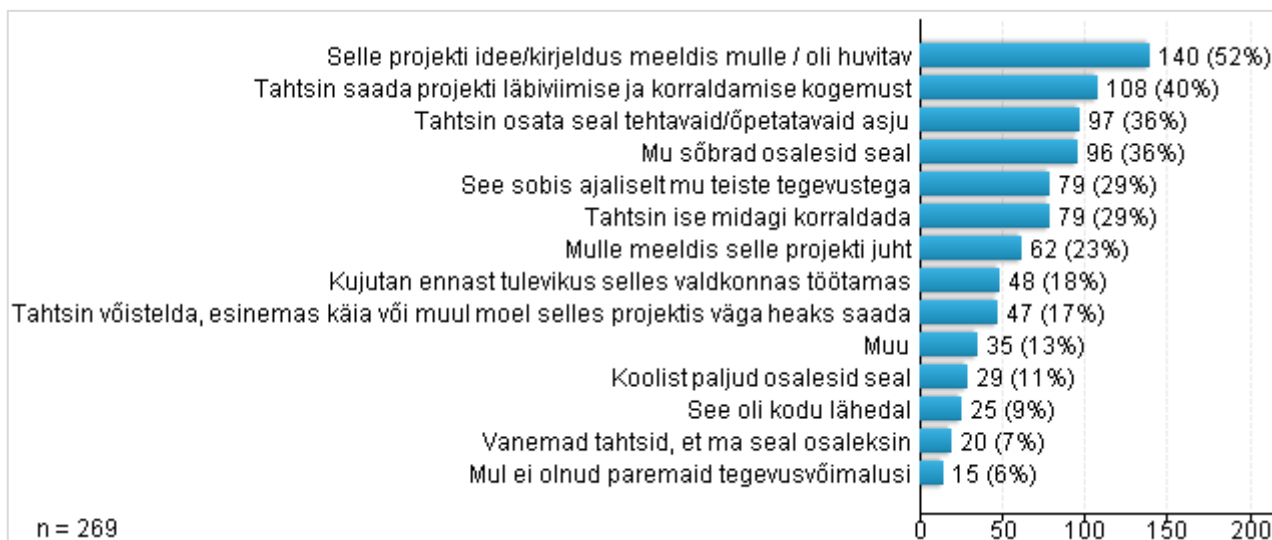 Selle projekti idee/kirjeldus meeldis mulle / oli huvitav 140 (52%)
Tahtsin saada projekti läbiviimise ja korraldamise kogemust 108 (40%)
Tahtsin osata seal tehtavaid/õpetatavaid asju 97 (36%)
Mu sõbrad osalesid seal 96 (36%)
See sobis ajaliselt mu teiste tegevustega 79 (29%)
Tahtsin ise midagi korraldada 79 (29%)
Mulle meeldis selle projekti juht 62 (23%)
Kujutan ennast tulevikus selles valdkonnas töötamas 48 (18%)
Tahtsin võistelda, esinemas käia või muul moel selles projektis väga heaks saada 47 (17%)
Muu 35 (13%)
Koolist paljud osalesid seal 29 (11%)
See oli kodu lähedal 25 (9%)
Vanemad tahtsid, et ma seal osaleksin 20 (7%)
Mul ei olnud paremaid tegevusvõimalusi 15 (6%)
n = 269
0 50 100 150 200